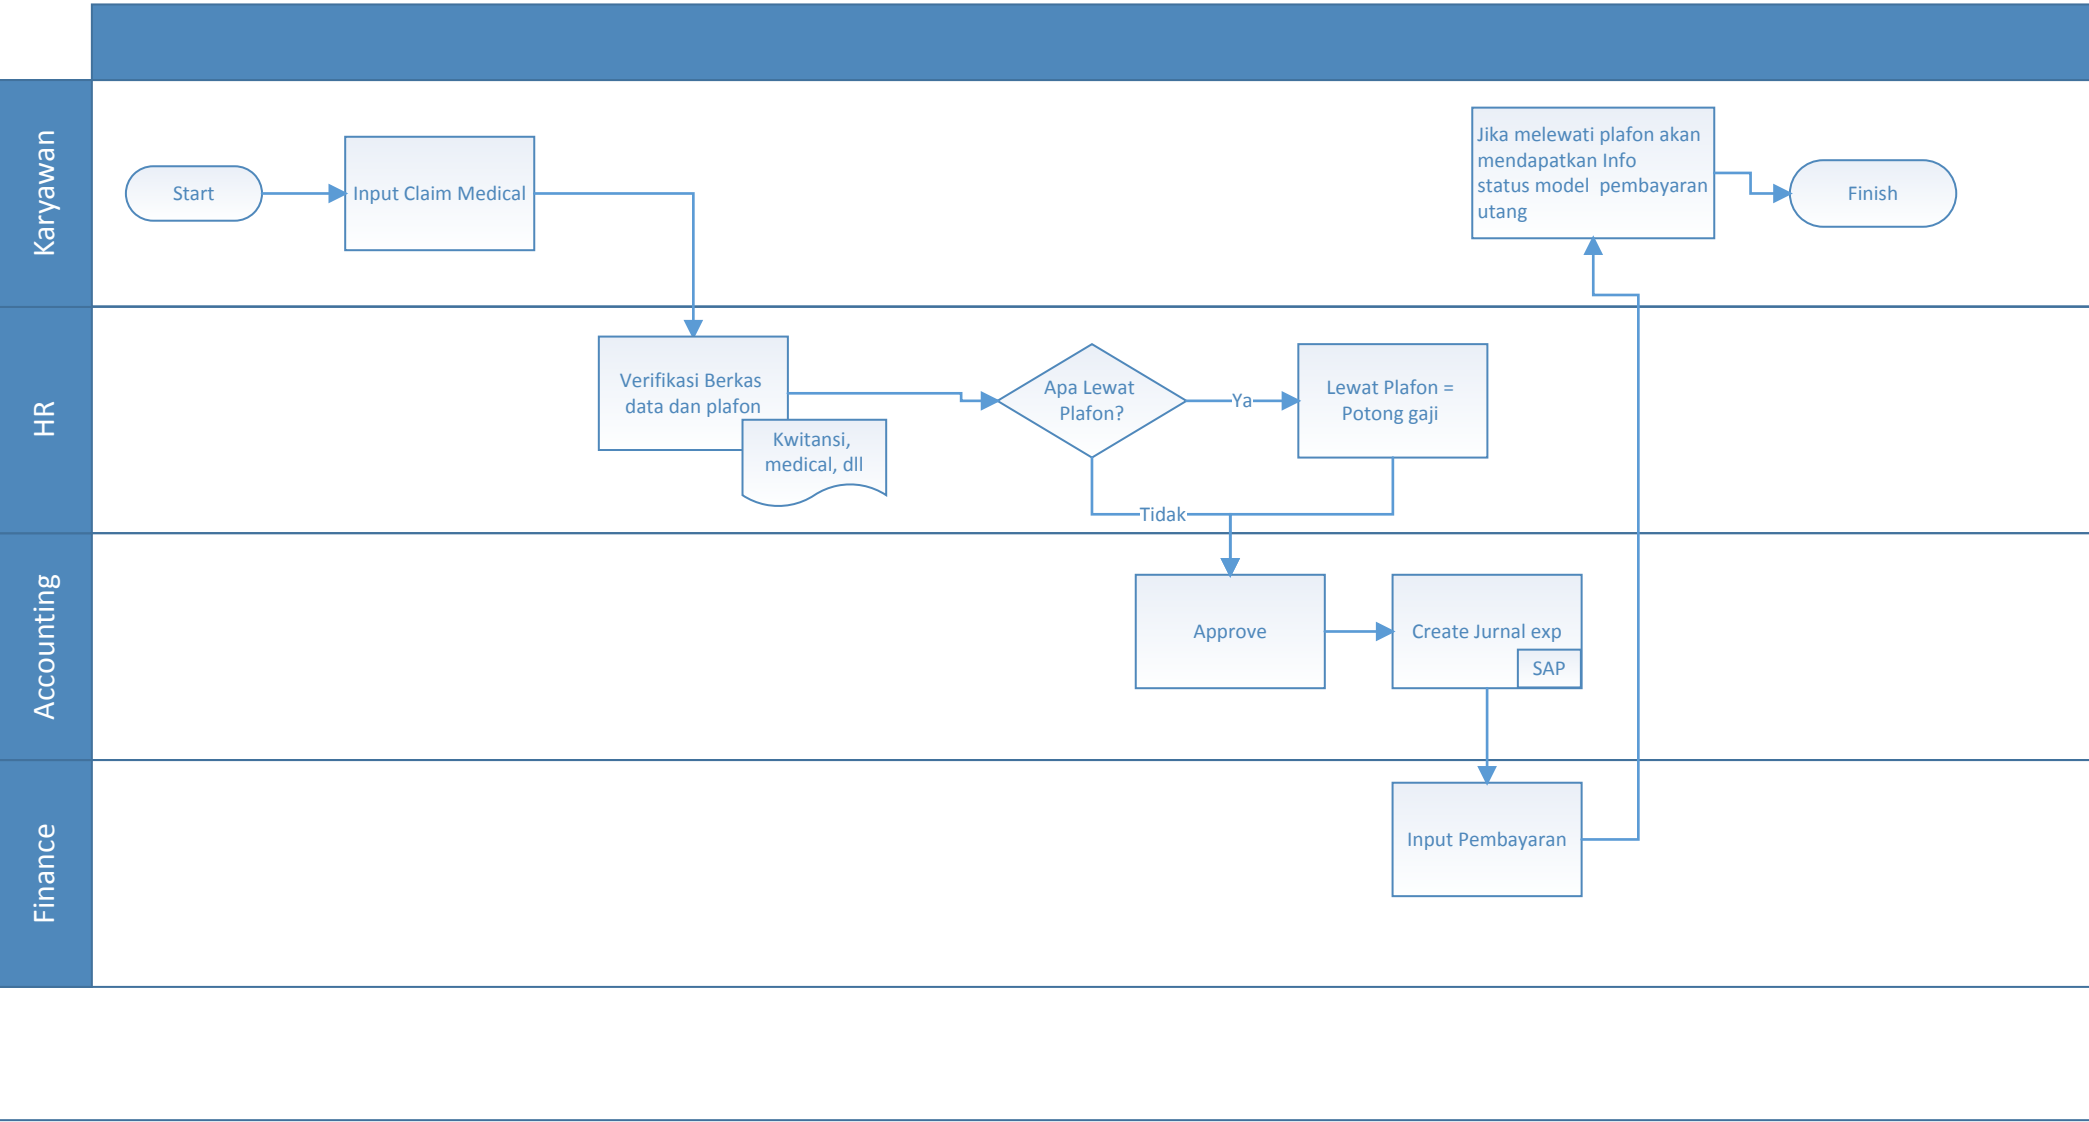 Karyawan
Start
Input Claim Medical
Jika melewati plafon akan
mendapatkan Info
status model pembayaran
utang
Finish
HR
Verifikasi Berkas
data dan plafon
Kwitansi,
medical, dll
Apa Lewat
Plafon?
Ya
Lewat Plafon =
Potong gaji
Tidak
Accounting
Approve
Create Jurnal exp
SAP
Finance
Input Pembayaran